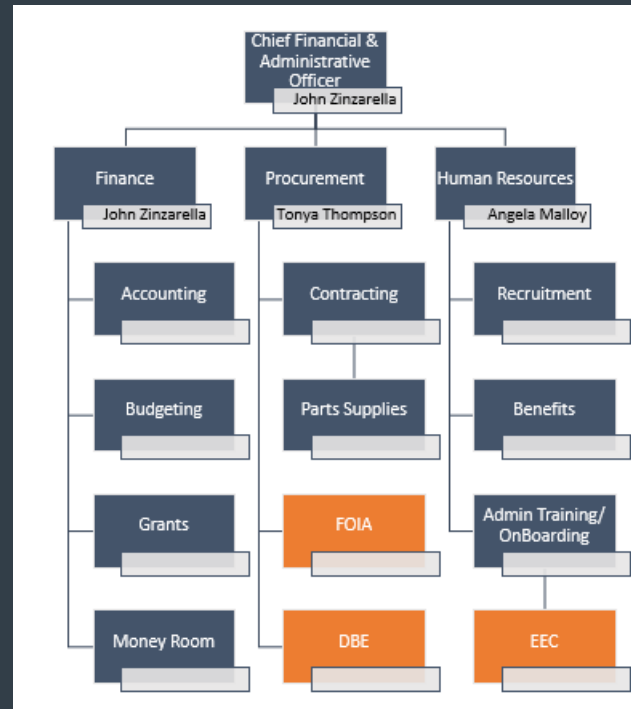 Chief Financial &
Administrative
Officer
John Zinzarella
Finance
John Zinzarella
Procurement
Tonya Thompson
Human Resources
Angela Malloy
Accounting
Contracting
Recruitment
Budgeting
Parts Supplies
Benefits
Grants
FOIA
Admin Training/
OnBoarding
Money Room
DBE
EEC